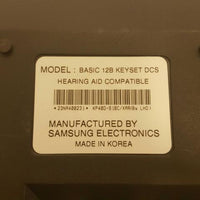 MODEL : BASIC 12B KEYSET DCS
HEARING AID COMPATIBLE
MANUFACTURED BY
SAMSUNG ELECTRONICS
MADE IN KOREA